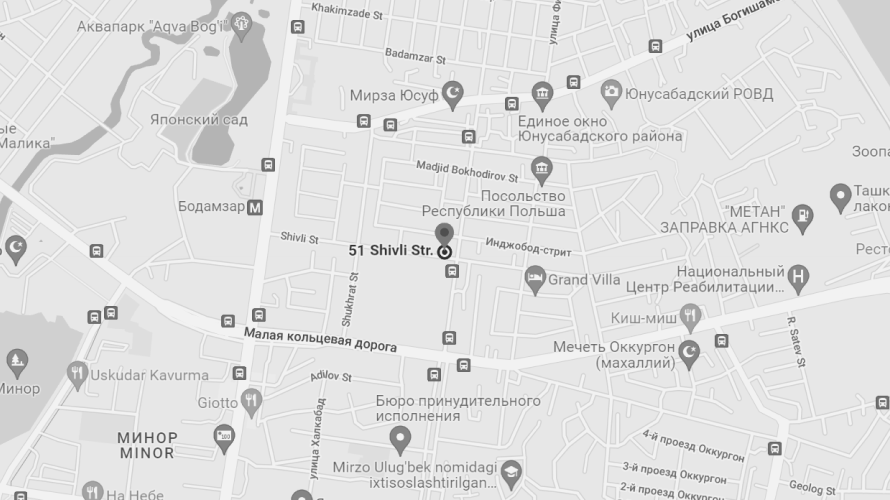 Khakimzade St
улица Богишамо
Аквапарк "Aqva Bog'i"
Badamzar St
Мирза Юсуф
Юнусабадский РОВД
Единое окно
Юнусабадского района
Японский сад
ые
Малика"
Зоопа
Madjid Bokhodirov St
Посольство
Республики Польша
Бодамзар
M
Ташк
лакон
"МЕТАН"
ЗАПРАВКА АГНКС
Shivli St
51 Shivli Str.
Инджобод-стрит
Ресто
Grand Villa
Национальный
Центр Реабилитации...
H
Shukhrat St
Киш-миш
Малая кольцевая дорога
R. Satev St
Мечеть Оккургон
(махаллий)
Минор
Uskudar Kavurma
Adilov St
Giotto
Бюро принудительного
исполнения
улица Халкабад
МИНОР
MINOR
4-й проезд Оккургон
3-й проезд Оккургон
2-й проезд Оккургон
Mirzo Ulug'bek nomidagi
ixtisoslashtirilgan...
Geolog St
На Небе